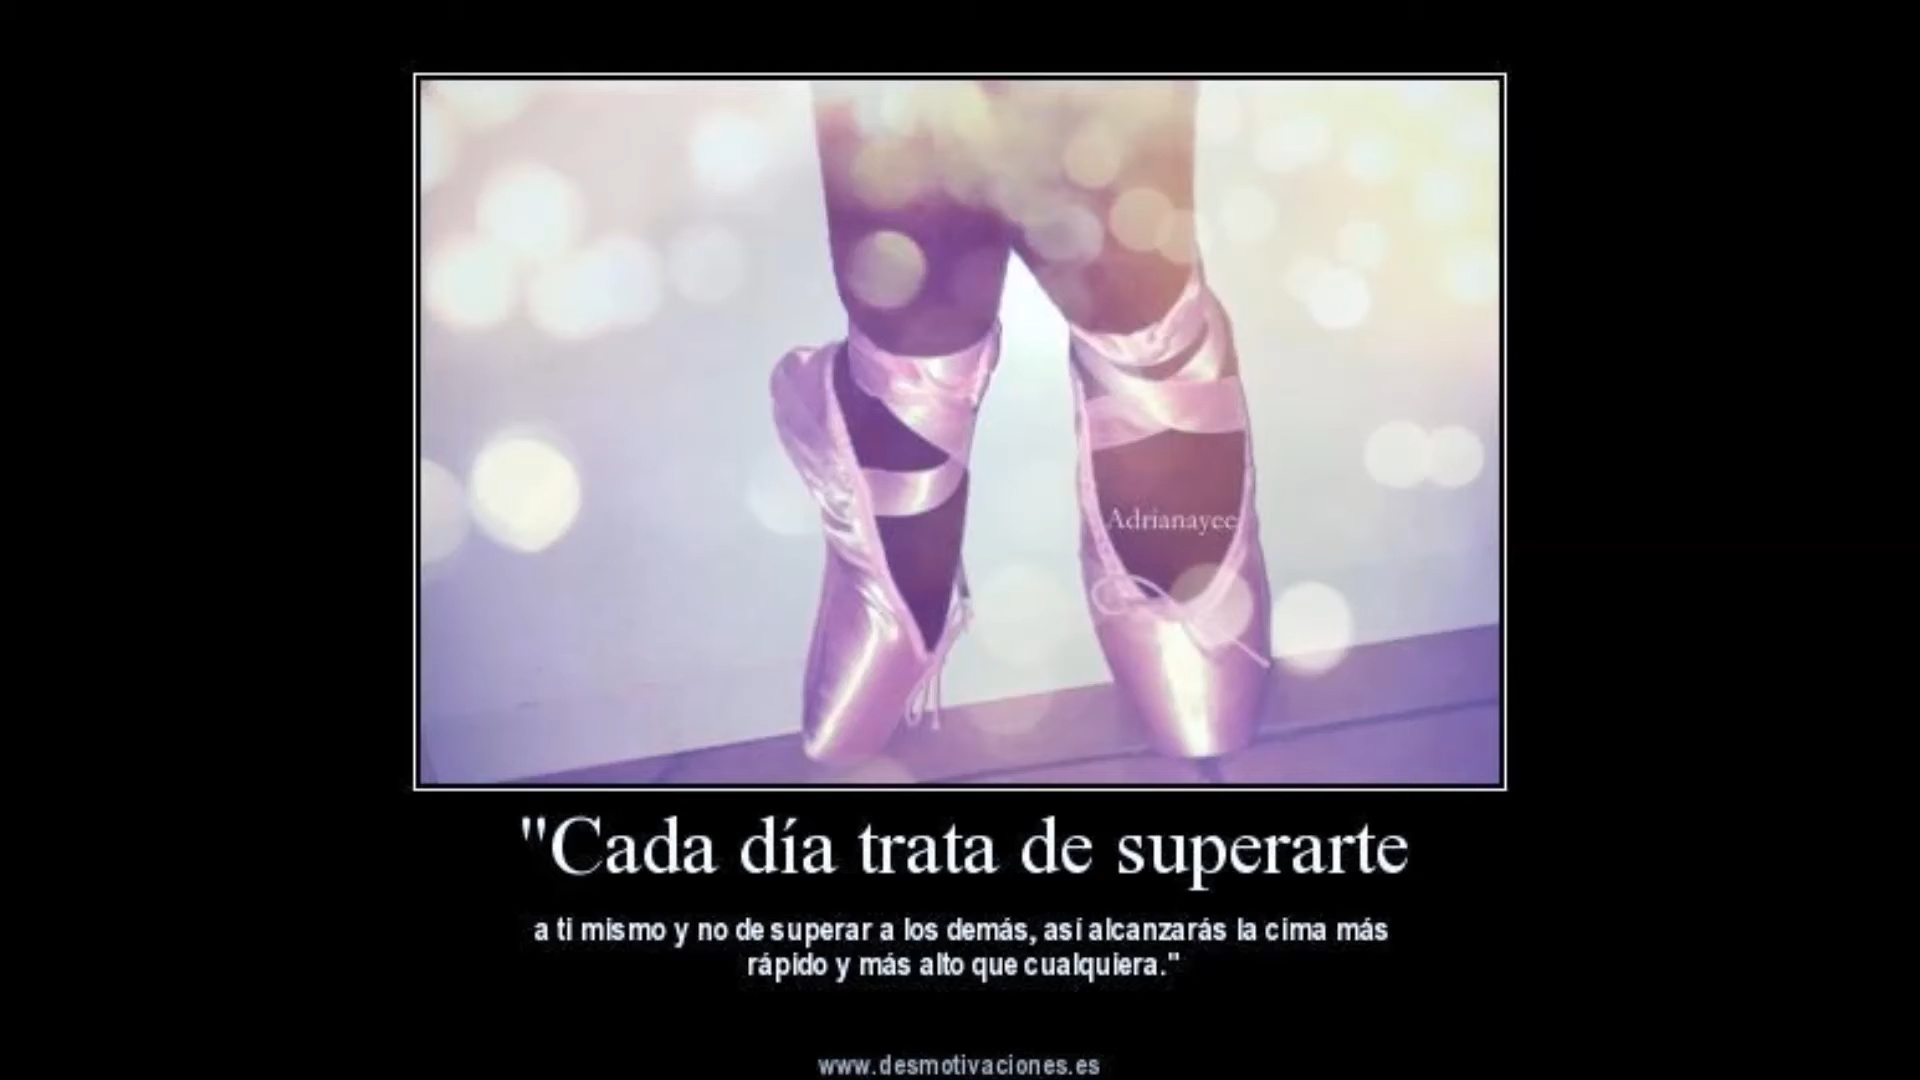 Adrianayee
"Cada día trata de superarte
a ti mismo y no de superar a los demás, así alcanzarás la cima más
rápido y más alto que cualquiera."
www.desmotivaciones.es